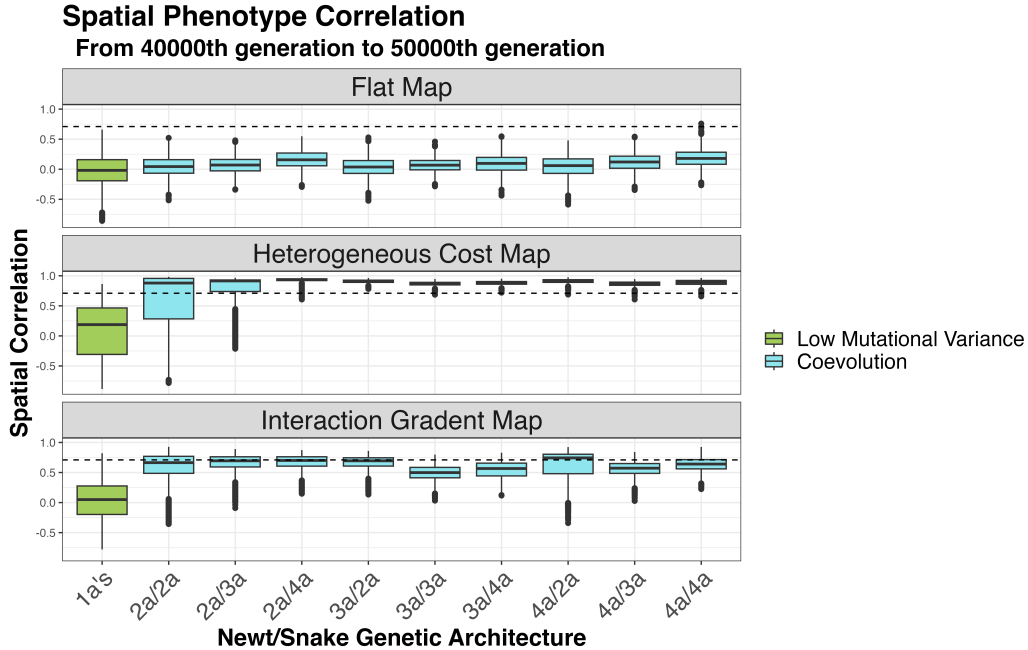 Spatial Phenotype Correlation
From 40000th generation to 50000th generation
Flat Map
1.0
0.5
0.0
-0.5
Heterogeneous Cost Map
1.0
0.5
0.0
-0.5
Interaction Gradent Map
1.0
0.5
0.0
-0.5
Spatial Correlation
1a's
2a/2a
2a/3a
2a/4a
3a/2a
3a/3a
3a/4a
4a/2a
4a/3a
4a/4a
Newt/Snake Genetic Architecture
Low Mutational Variance
Coevolution